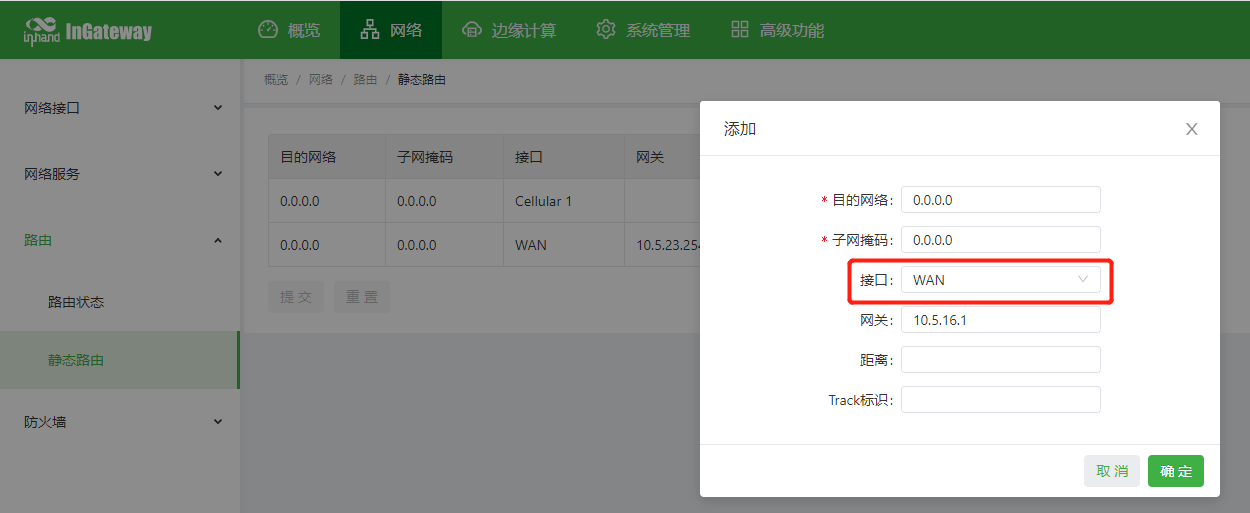 inhand InGateway 概览 网络 边缘计算 系统管理 高级功能
概览 / 网络 / 路由 / 静态路由
网络接口
网络服务
路由
路由状态
静态路由
防火墙
目的网络 子网掩码 接口 网关
0.0.0.0 0.0.0.0 Cellular 1
0.0.0.0 0.0.0.0 WAN 10.5.23.254
提交 重置
添加 X
* 目的网络: 0.0.0.0
* 子网掩码: 0.0.0.0
接口: WAN
网关: 10.5.16.1
距离:
Track标识:
取消 确定